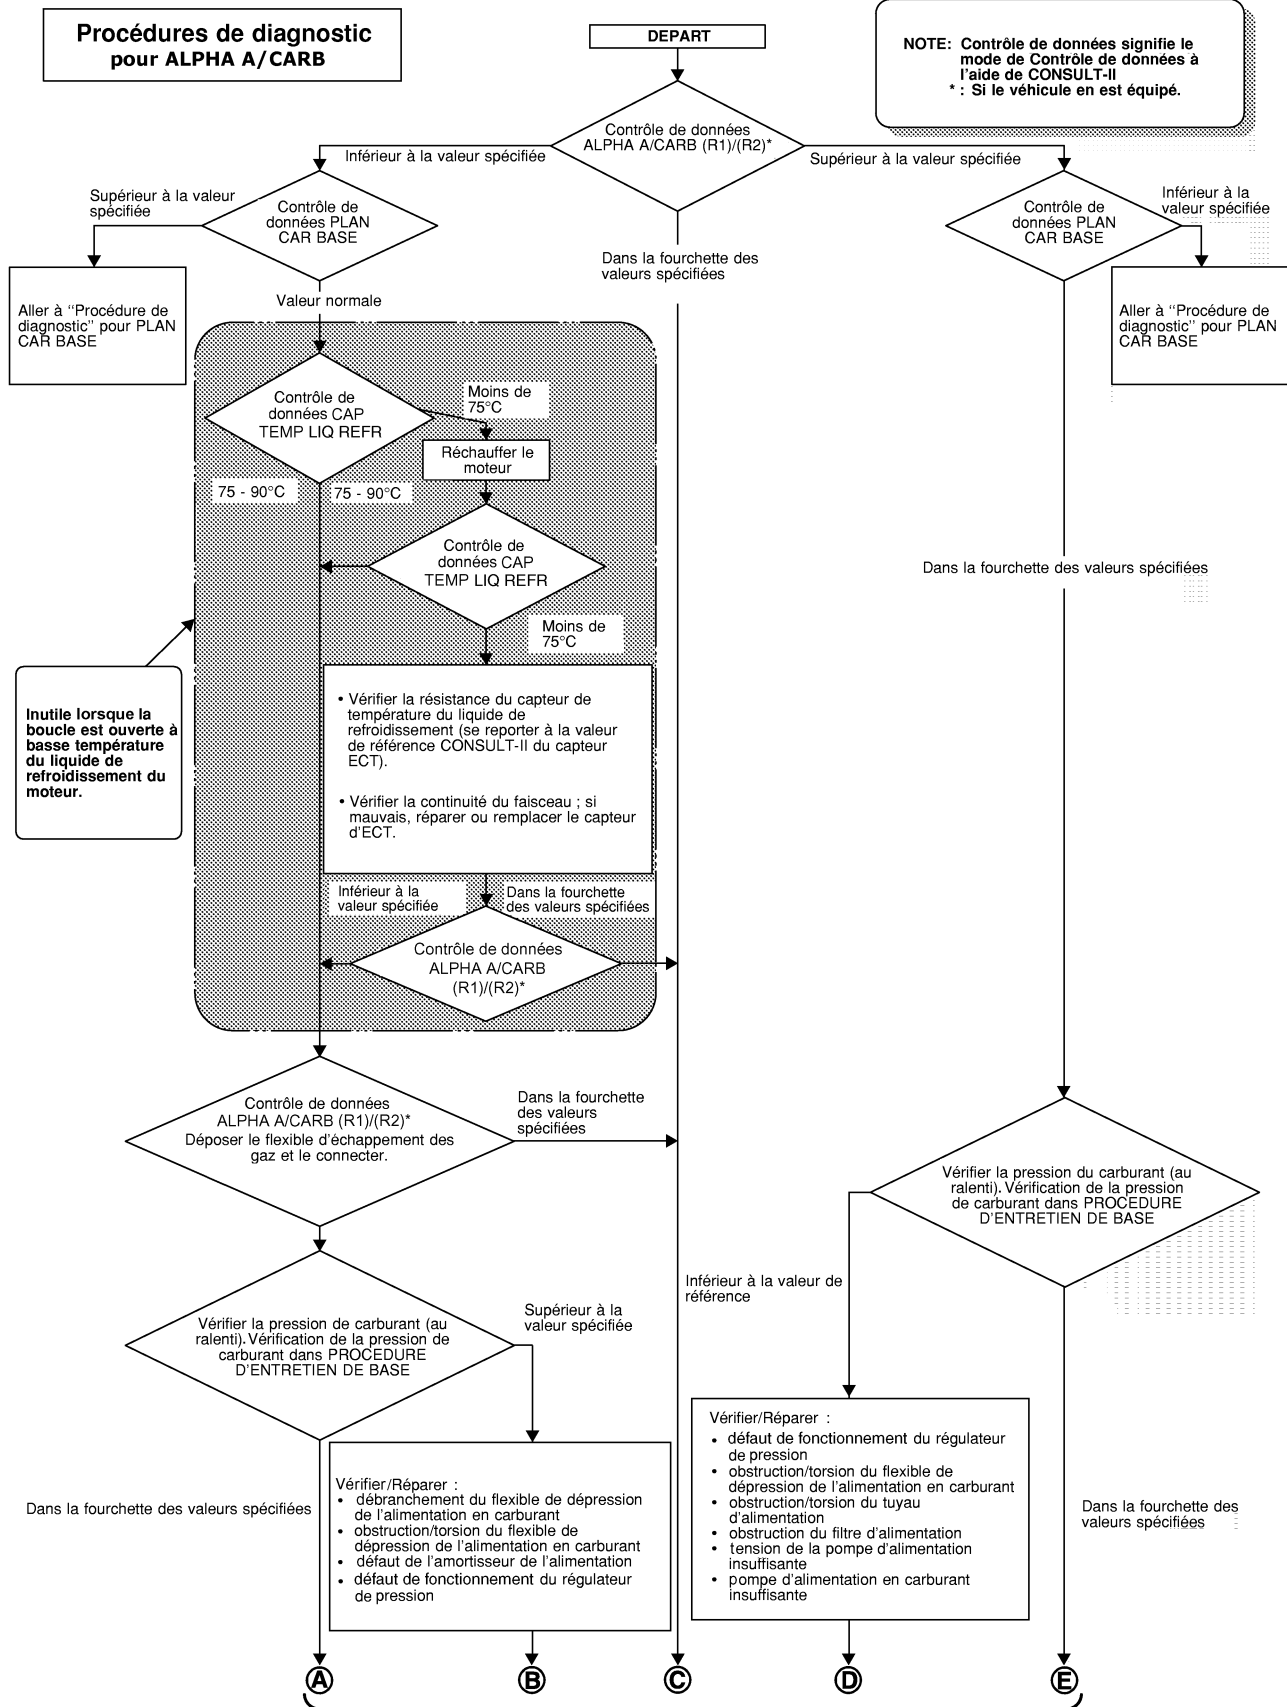 Procédures de diagnostic
pour ALPHA A/CARB
DEPART
NOTE: Contrôle de données signifie le
mode de Contrôle de données à
l'aide de CONSULT-II
* : Si le véhicule en est équipé.
Contrôle de données
ALPHA A/CARB (R1)/(R2)*
Inférieur à la valeur spécifiée
Supérieur à la valeur spécifiée
Supérieur à la valeur
spécifiée
Contrôle de
données PLAN
CAR BASE
Dans la fourchette des
valeurs spécifiées
Contrôle de
données PLAN
CAR BASE
Inférieur à la
valeur spécifiée
Aller à "Procédure de
diagnostic" pour PLAN
CAR BASE
Valeur normale
Aller à "Procédure de
diagnostic" pour PLAN
CAR BASE
Contrôle de
données CAP
TEMP LIQ REFR
Moins de
75°C
Réchauffer le
moteur
75 - 90°C
75 - 90°C
Contrôle de
données CAP
TEMP LIQ REFR
Dans la fourchette des valeurs spécifiées
Moins de
75°C
Inutile lorsque la
boucle est ouverte à
basse température
du liquide de
refroidissement du
moteur.
• Vérifier la résistance du capteur de
température du liquide de
refroidissement (se reporter à la valeur
de référence CONSULT-II du capteur
ECT).
• Vérifier la continuité du faisceau ; si
mauvais, réparer ou remplacer le capteur
d'ECT.
Inférieur à la
valeur spécifiée
Dans la fourchette
des valeurs spécifiées
Contrôle de données
ALPHA A/CARB
(R1)/(R2)*
Contrôle de données
ALPHA A/CARB (R1)/(R2)*
Déposer le flexible d'échappement des
gaz et le connecter.
Dans la fourchette
des valeurs
spécifiées
Vérifier la pression du carburant (au
ralenti). Vérification de la pression
de carburant dans PROCEDURE
D'ENTRETIEN DE BASE
Inférieur à la valeur de
référence
Vérifier la pression de carburant (au
ralenti). Vérification de la pression de
carburant dans PROCEDURE
D'ENTRETIEN DE BASE
Supérieur à la
valeur spécifiée
Dans la fourchette des valeurs spécifiées
Vérifier/Réparer :
• débranchement du flexible de dépression
de l'alimentation en carburant
• obstruction/torsion du flexible de
dépression de l'alimentation en carburant
• défaut de l'amortisseur de l'alimentation
• défaut de fonctionnement du régulateur
de pression
Vérifier/Réparer :
• défaut de fonctionnement du régulateur
de pression
• obstruction/torsion du flexible de
dépression de l'alimentation en carburant
• obstruction/torsion du tuyau
d'alimentation
• obstruction du filtre d'alimentation
• tension de la pompe d'alimentation
insuffisante
• pompe d'alimentation en carburant
insuffisante
Dans la fourchette des
valeurs spécifiées
A
B
C
D
E